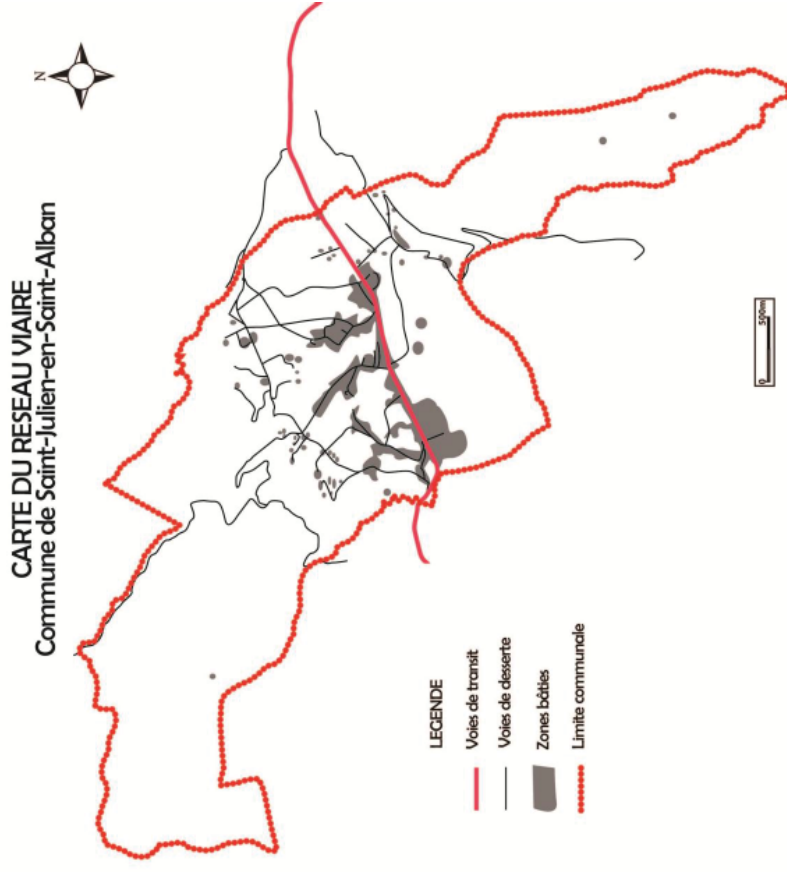 CARTE DU RESEAU VIAIRE
Commune de Saint-Julien-en-Saint-Alban
N
LEGENDE
Voies de transit
Voies de desserte
Zones bâties
Limite communale
0 500m